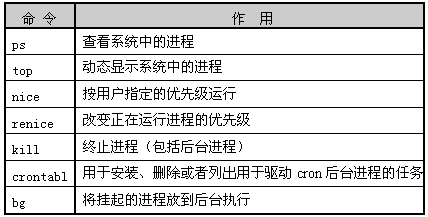 命 令 作 用
ps 查看系统中的进程
top 动态显示系统中的进程
nice 按用户指定的优先级运行
renice 改变正在运行进程的优先级
kill 终止进程（包括后台进程）
crontabl 用于安装、删除或者列出用于驱动 cron 后台进程的任务
bg 将挂起的进程放到后台执行